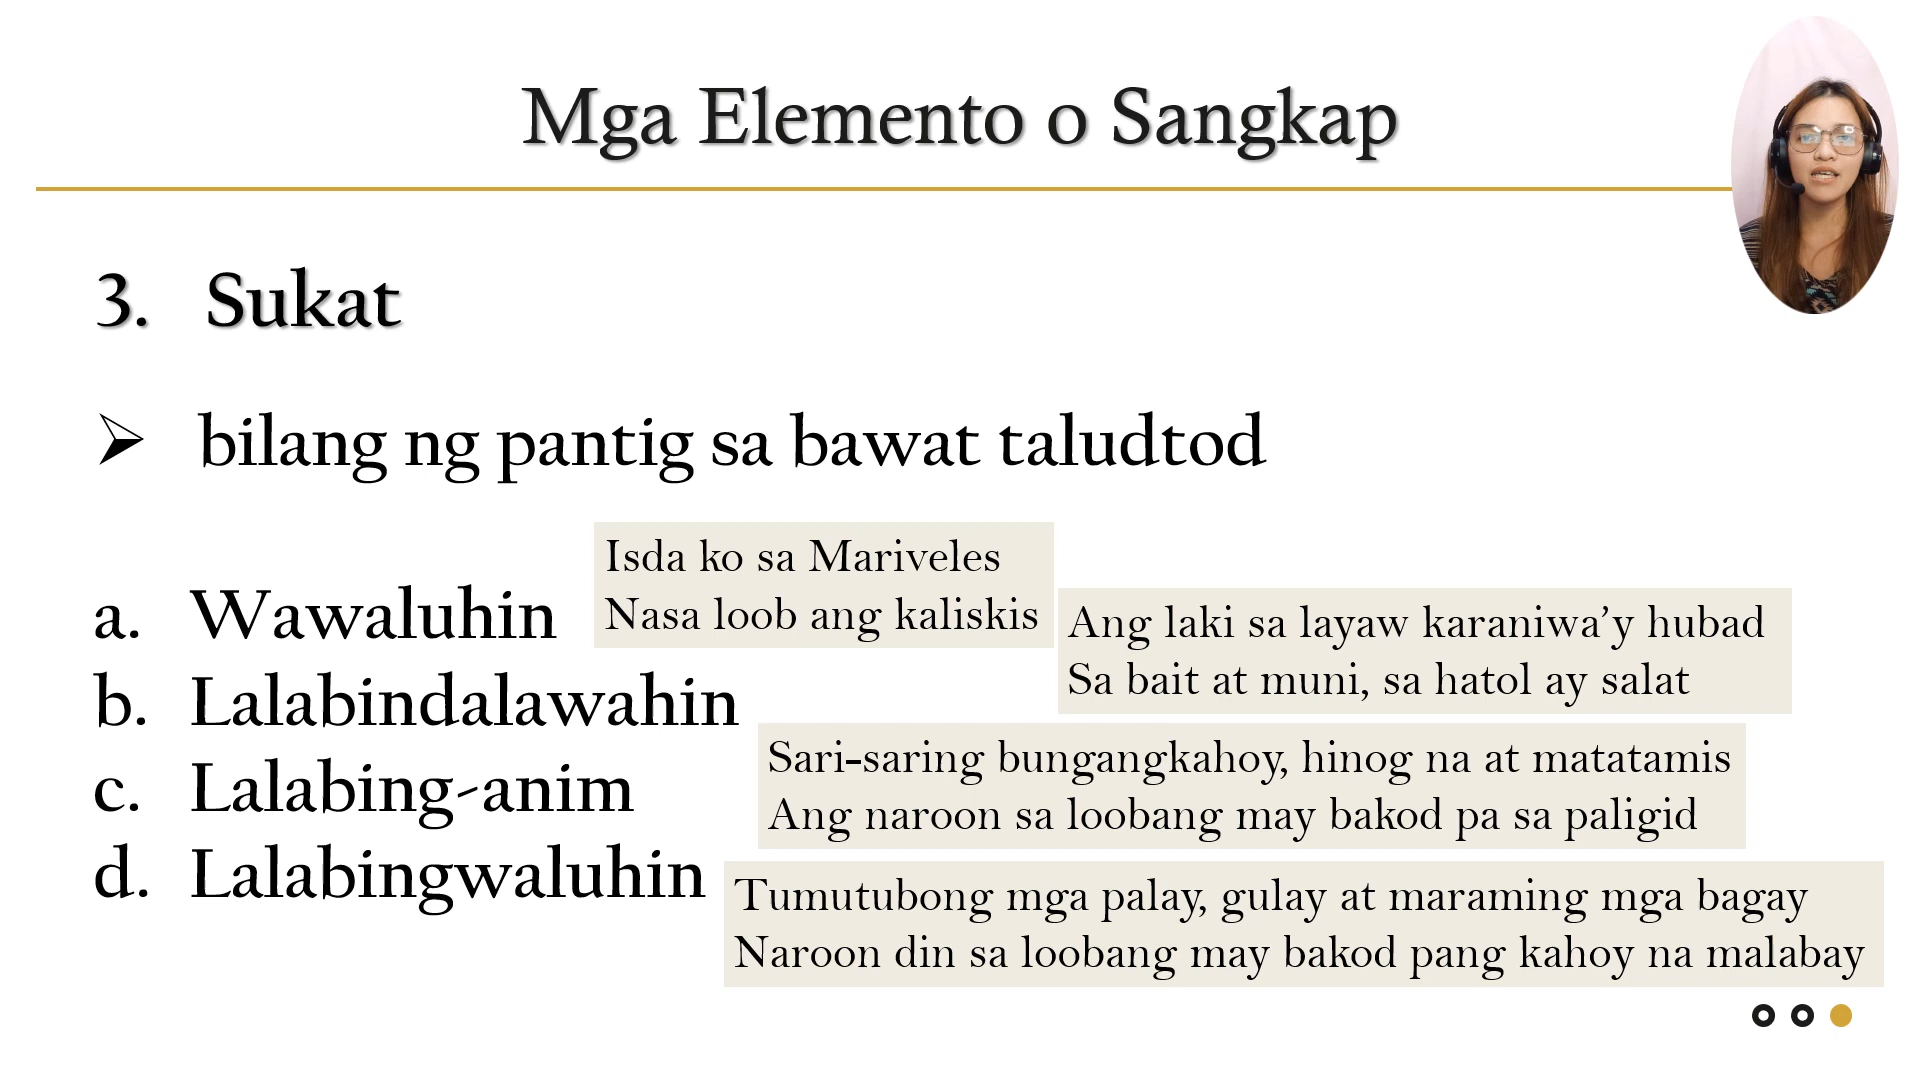 Mga Elemento o Sangkap
3. Sukat
➢ bilang ng pantig sa bawat taludtod
a. Wawaluhin
Isda ko sa Mariveles
Nasa loob ang kaliskis
b. Lalabindalawahin
Ang laki sa layaw karaniwa’y hubad
Sa bait at muni, sa hatol ay salat
c. Lalabing-anim
Sari-saring bungangkahoy, hinog na at matatamis
Ang naroon sa loobang may bakod pa sa paligid
d. Lalabingwaluhin
Tumutubong mga palay, gulay at maraming mga bagay
Naroon din sa loobang may bakod pang kahoy na malabay